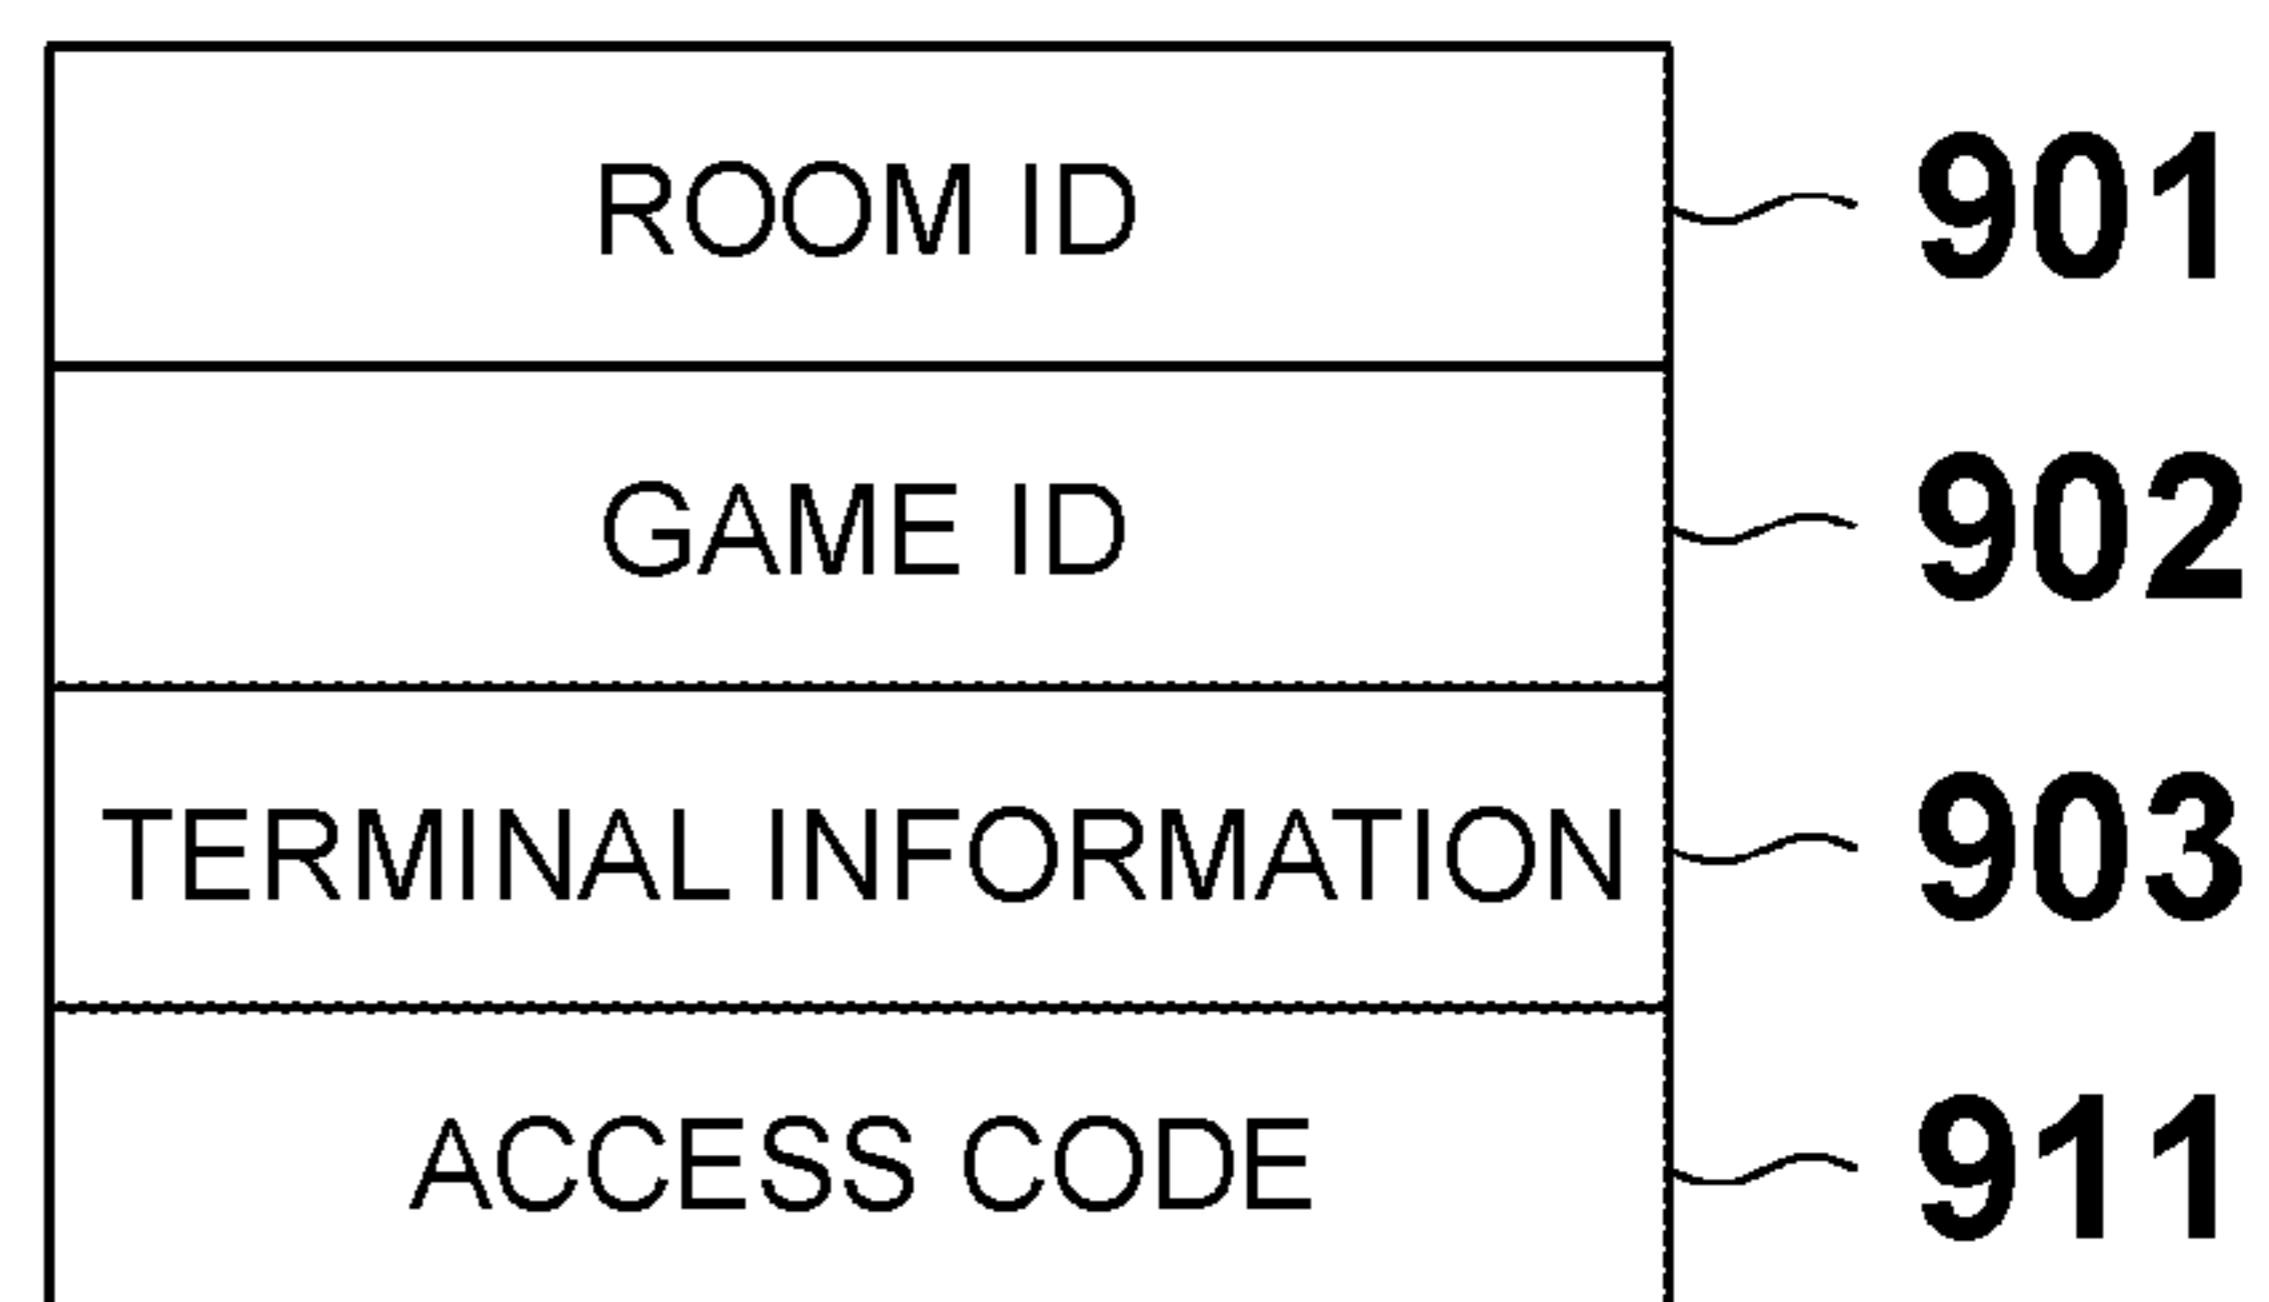 ROOM ID 901
GAME ID 902
TERMINAL INFORMATION 903
ACCESS CODE 911